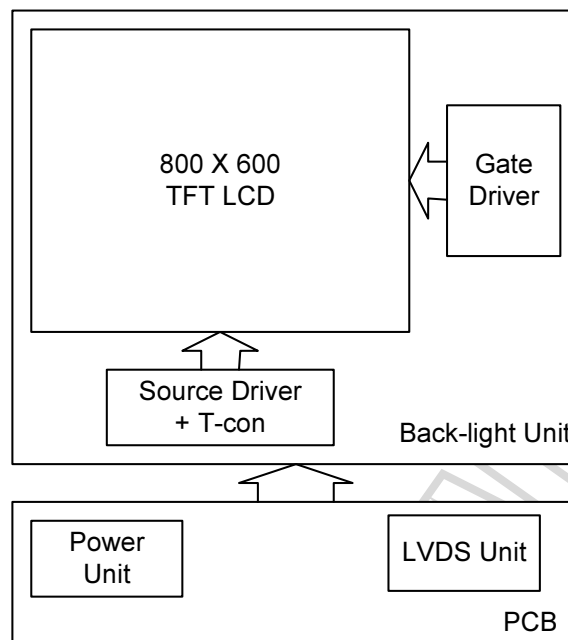 800 X 600
TFT LCD
Gate
Driver
Source Driver
+ T-con
Back-light Unit
Power
Unit
LVDS Unit
PCB